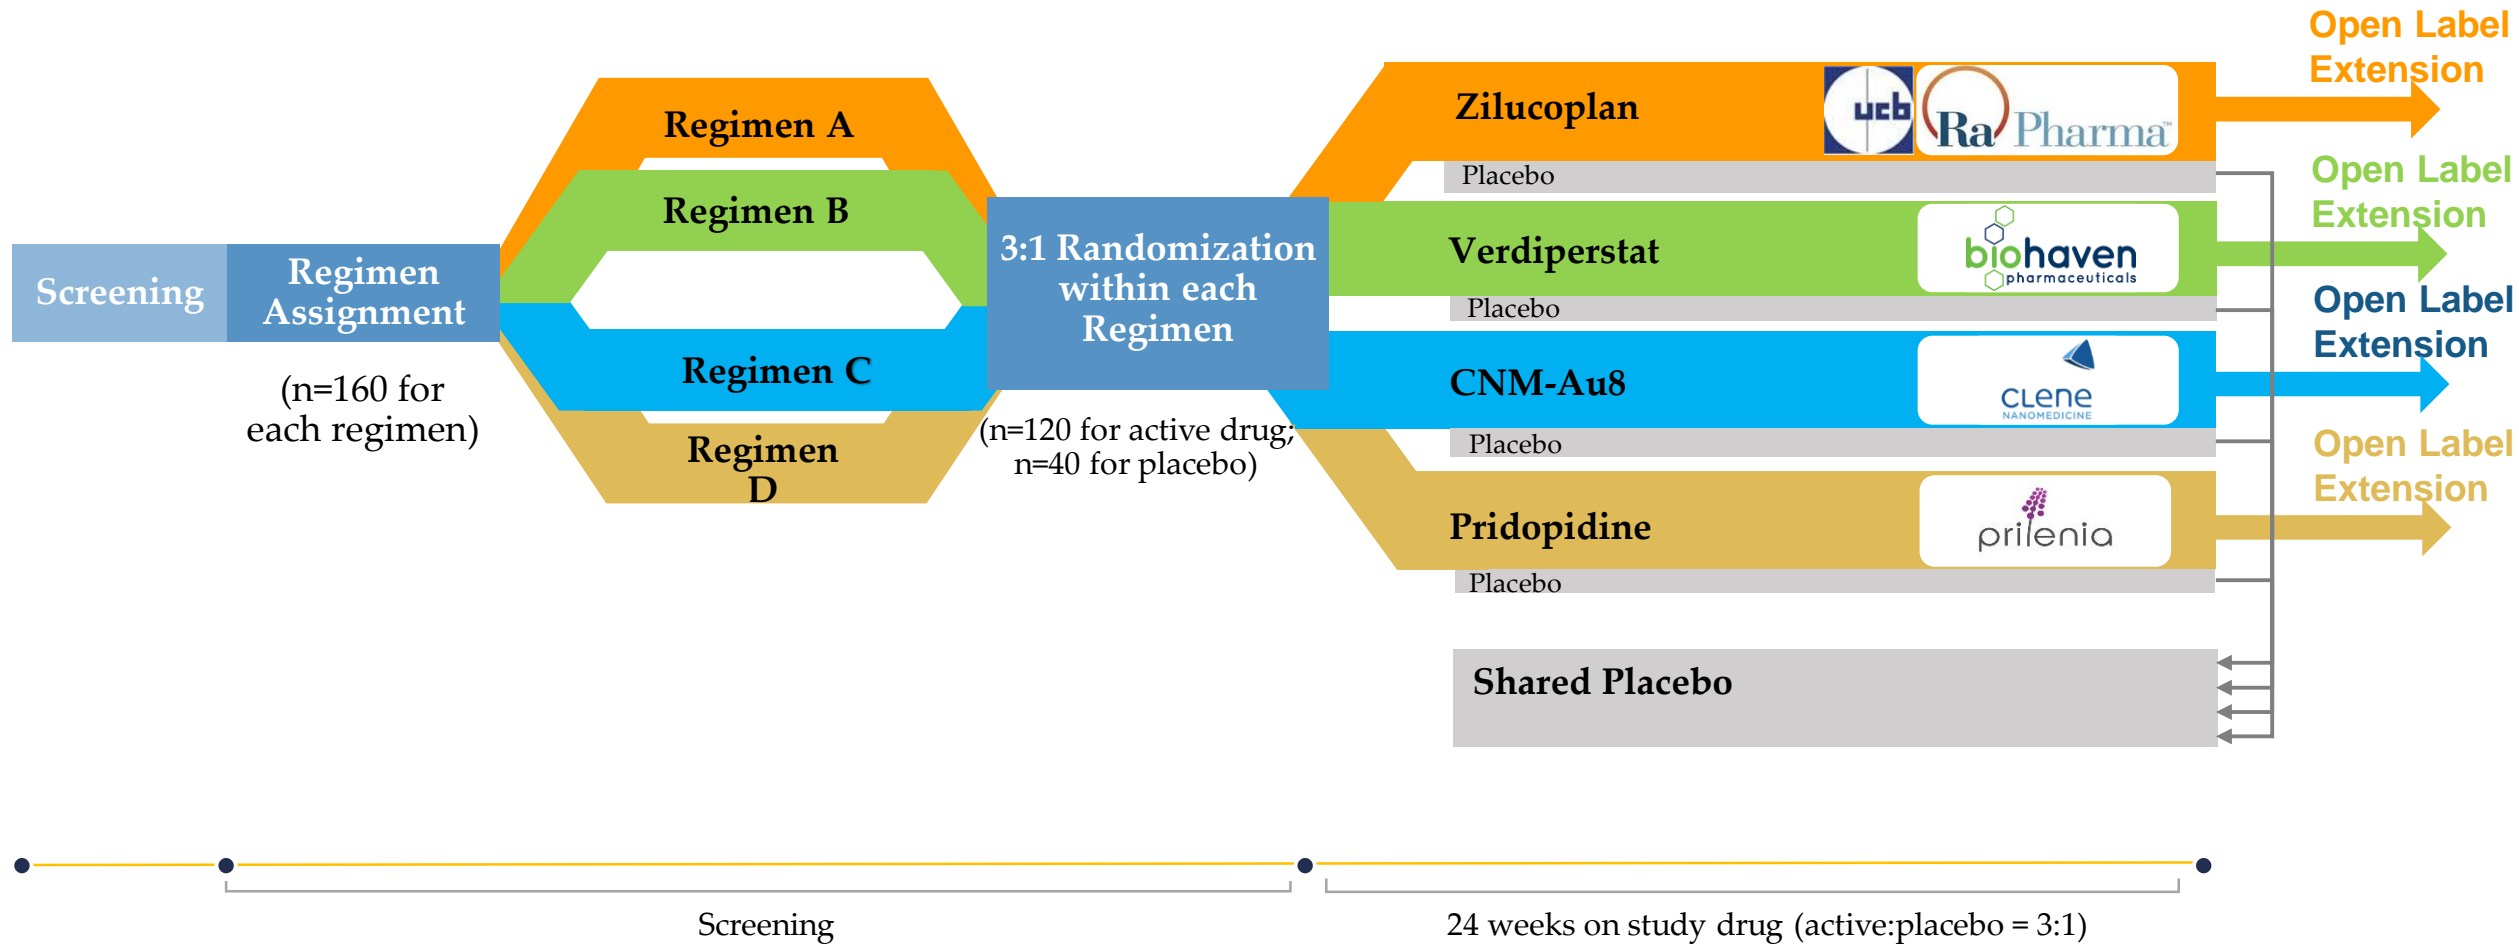 Screening
Regimen
Assignment
(n=160 for
each regimen)
Regimen A
Regimen B
Regimen C
Regimen
D
3:1 Randomization
within each
Regimen
(n=120 for active drug;
n=40 for placebo)
Zilucoplan
ucb
Ra Pharma™
Placebo
Open Label
Extension
Verdiperstat
biohaven
pharmaceuticals
Placebo
Open Label
Extension
CNM-Au8
CLENE
NANOMEDICINE
Placebo
Open Label
Extension
Pridopidine
prilenia
Placebo
Open Label
Extension
Shared Placebo
Screening
24 weeks on study drug (active:placebo = 3:1)